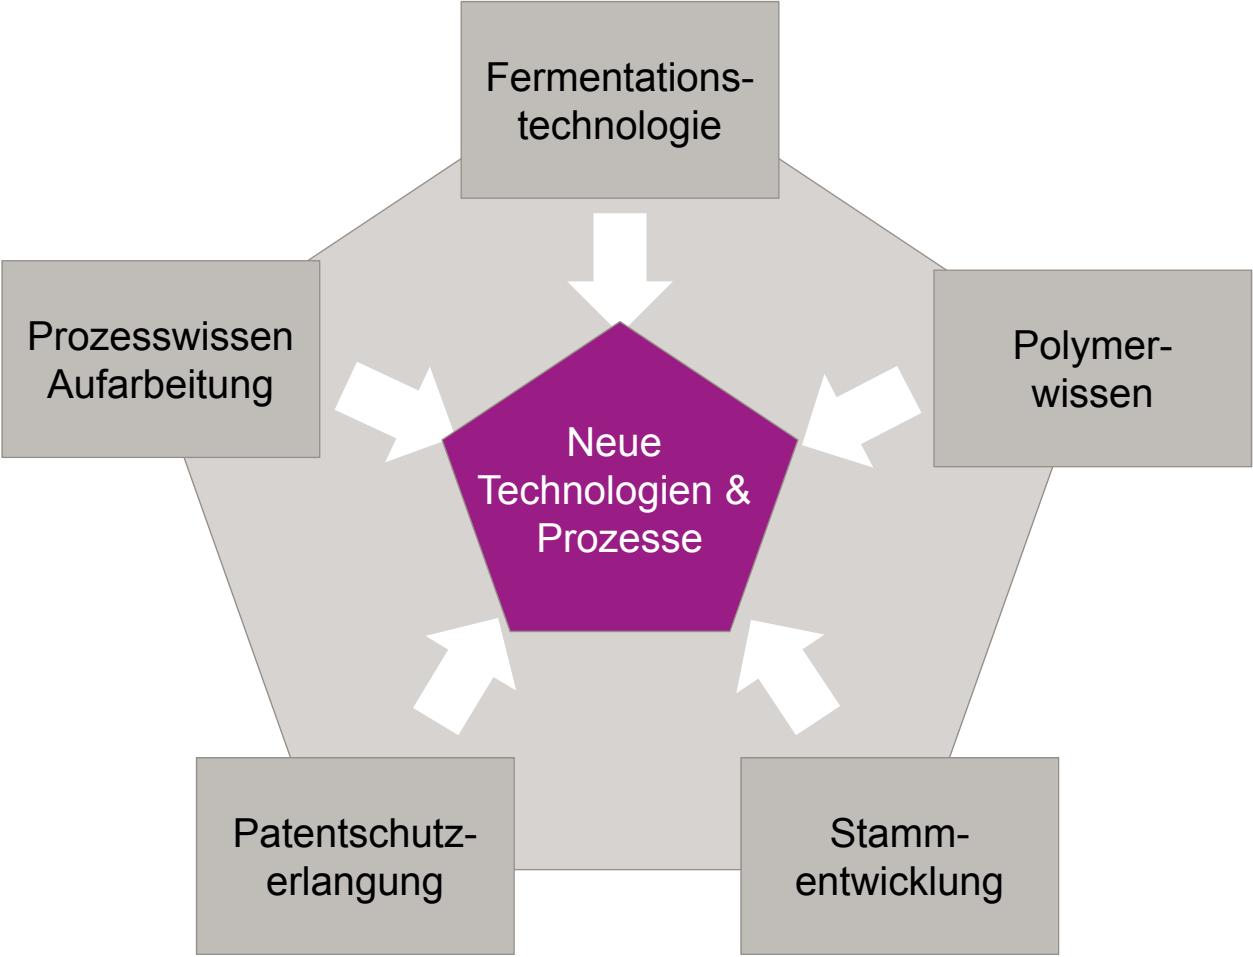 Fermentations-
technologie
Prozesswissen
Aufarbeitung
Polymer-
wissen
Neue
Technologien &
Prozesse
Patentschutz-
erlangung
Stamm-
entwicklung